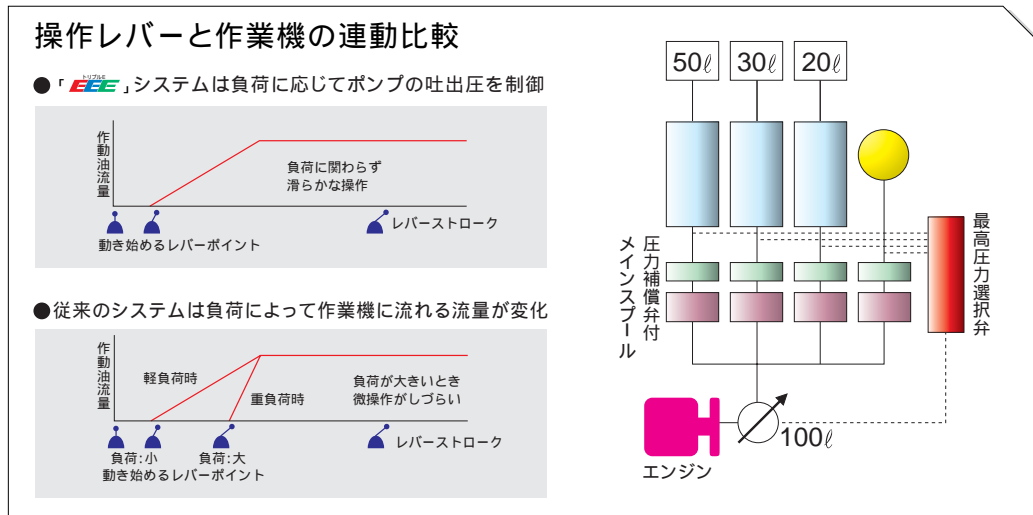 操作レバーと作業機の連動比較
●「EEE」システムは負荷に応じてポンプの吐出圧を制御
トリプルE
作動油流量
負荷に関わらず
滑らかな操作
レバーストローク
動き始めるレバーポイント
●従来のシステムは負荷によって作業機に流れる流量が変化
作動油流量
軽負荷時
重負荷時
負荷が大きいとき
微操作がしづらい
レバーストローク
負荷:小
負荷:大
動き始めるレバーポイント
50ℓ
30ℓ
20ℓ
圧力補償弁付
メインスプール
最高圧力選択弁
100ℓ
エンジン